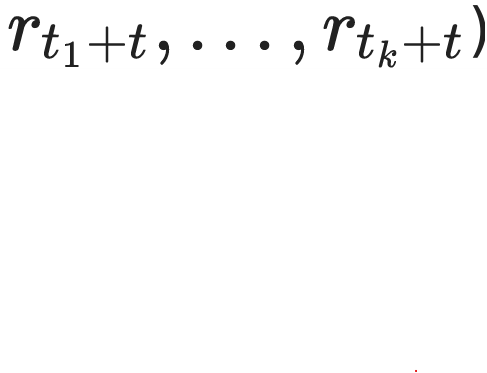 r_{t_1+t}, . . . , r_{t_k+t})